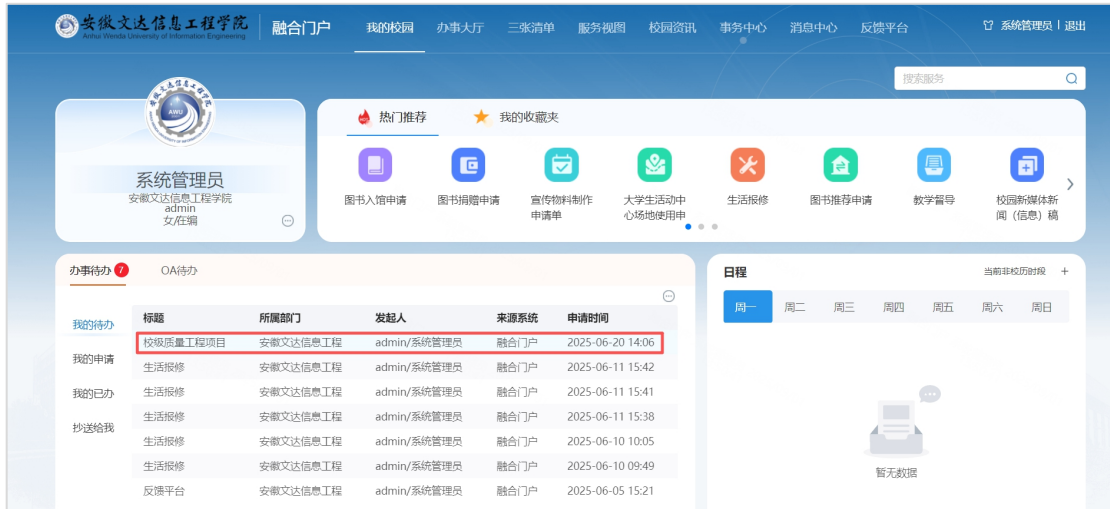 安徽文达信息工程学院
Anhui Wenda University of Information Engineering
融合门户
我的校园 办事大厅 三张清单 服务视图 校园资讯 事务中心 消息中心 反馈平台
系统管理员 | 退出
搜索服务
AWU
系统管理员
安徽文达信息工程学院
admin
女/在编
热门推荐 我的收藏夹
图书入馆申请 图书捐赠申请 宣传物料制作 大学生活动中 生活报修 图书推荐申请 教学督导 校园新媒体新
申请单 心场地使用申 闻（信息）稿
办事待办 7 OA待办
我的待办
我的申请
我的已办
抄送给我
标题 所属部门 发起人 来源系统 申请时间
校级质量工程项目 安徽文达信息工程 admin/系统管理员 融合门户 2025-06-20 14:06
生活报修 安徽文达信息工程 admin/系统管理员 融合门户 2025-06-11 15:42
生活报修 安徽文达信息工程 admin/系统管理员 融合门户 2025-06-11 15:41
生活报修 安徽文达信息工程 admin/系统管理员 融合门户 2025-06-11 15:38
生活报修 安徽文达信息工程 admin/系统管理员 融合门户 2025-06-10 10:05
生活报修 安徽文达信息工程 admin/系统管理员 融合门户 2025-06-10 09:49
反馈平台 安徽文达信息工程 admin/系统管理员 融合门户 2025-06-05 15:21
日程 当前非校历时段 +
周一 周二 周三 周四 周五 周六 周日
暂无数据